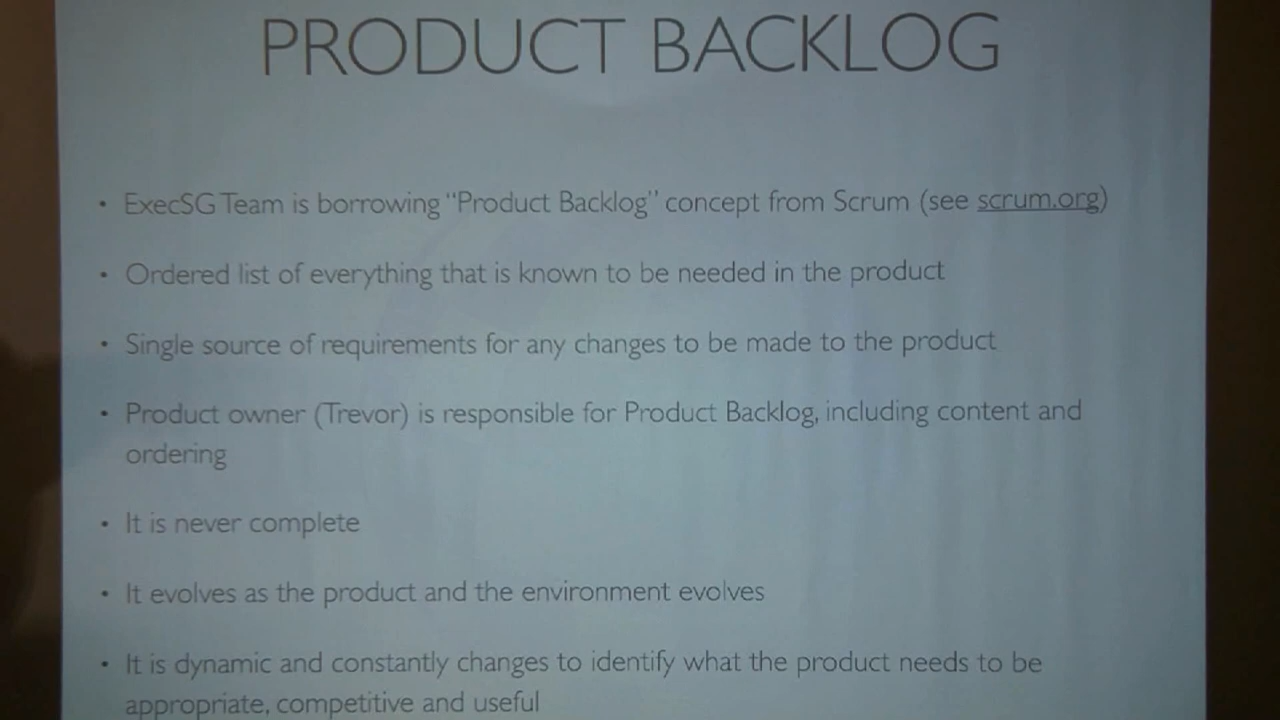 PRODUCT BACKLOG
• ExecSG Team is borrowing “Product Backlog” concept from Scrum (see scrum.org)
• Ordered list of everything that is known to be needed in the product
• Single source of requirements for any changes to be made to the product
• Product owner (Trevor) is responsible for Product Backlog, including content and
ordering
• It is never complete
• It evolves as the product and the environment evolves
• It is dynamic and constantly changes to identify what the product needs to be
appropriate, competitive and useful